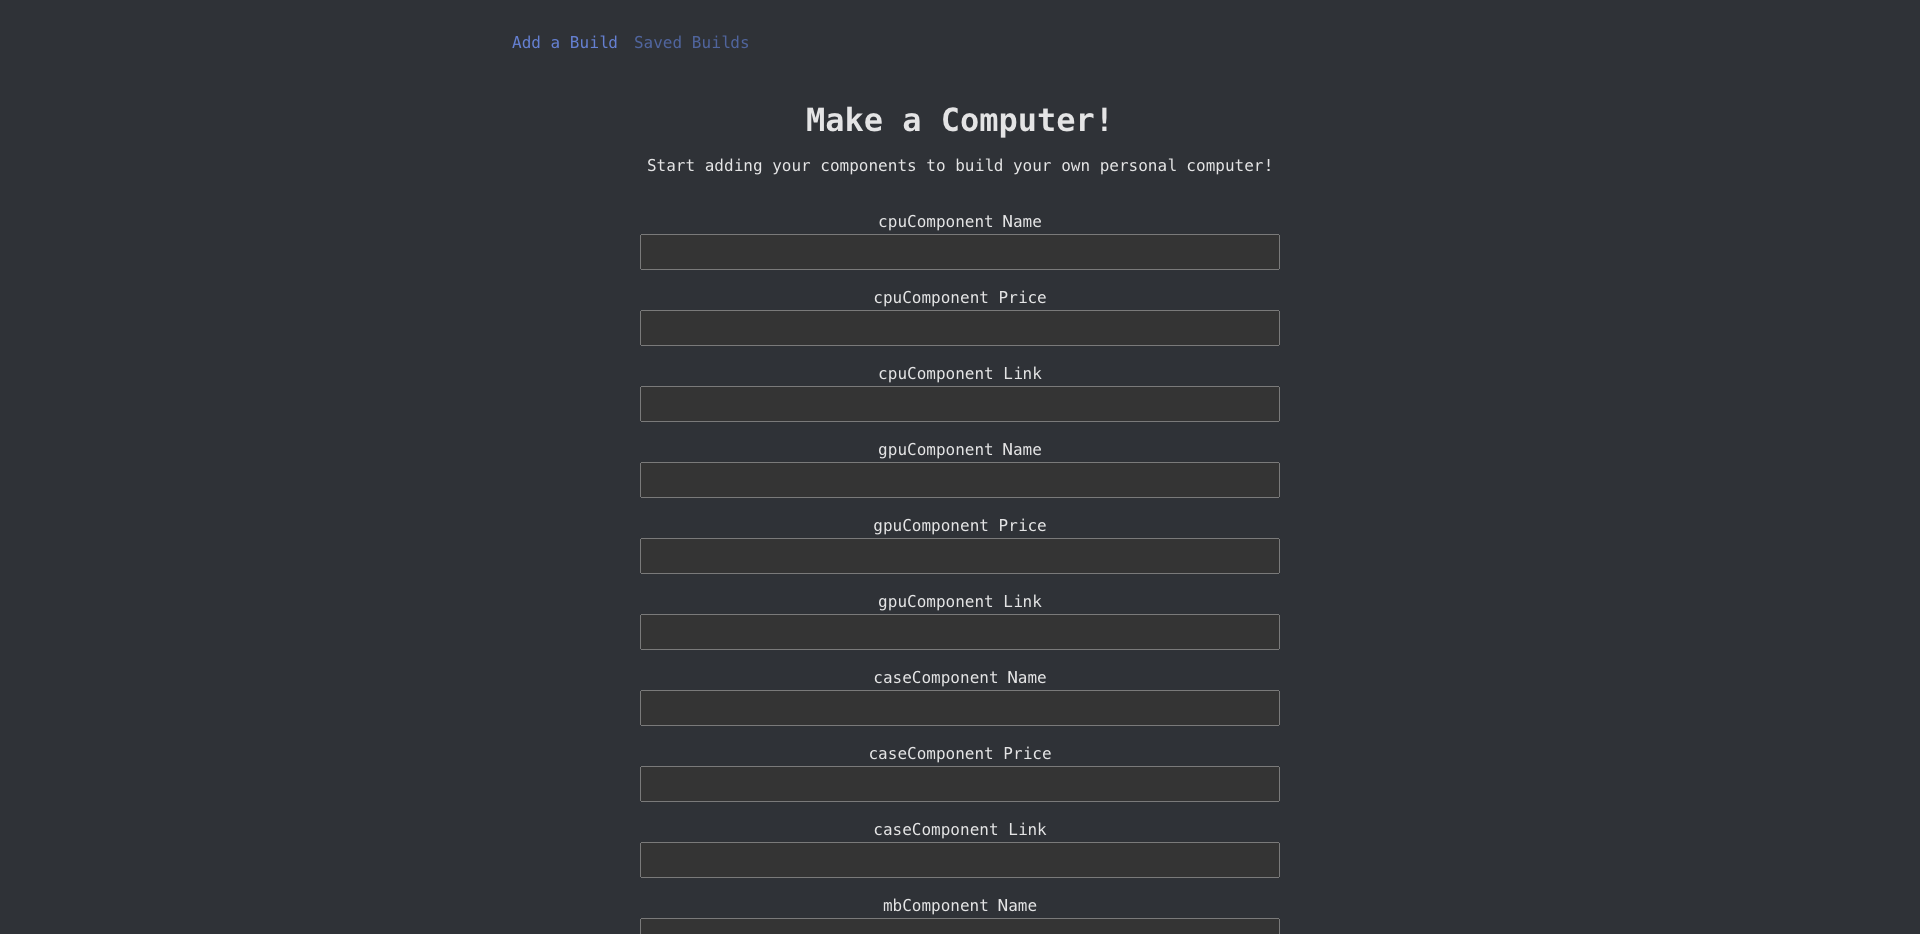 Add a Build Saved Builds
Make a Computer!
Start adding your components to build your own personal computer!
cpuComponent Name
cpuComponent Price
cpuComponent Link
gpuComponent Name
gpuComponent Price
gpuComponent Link
caseComponent Name
caseComponent Price
caseComponent Link
mbComponent Name